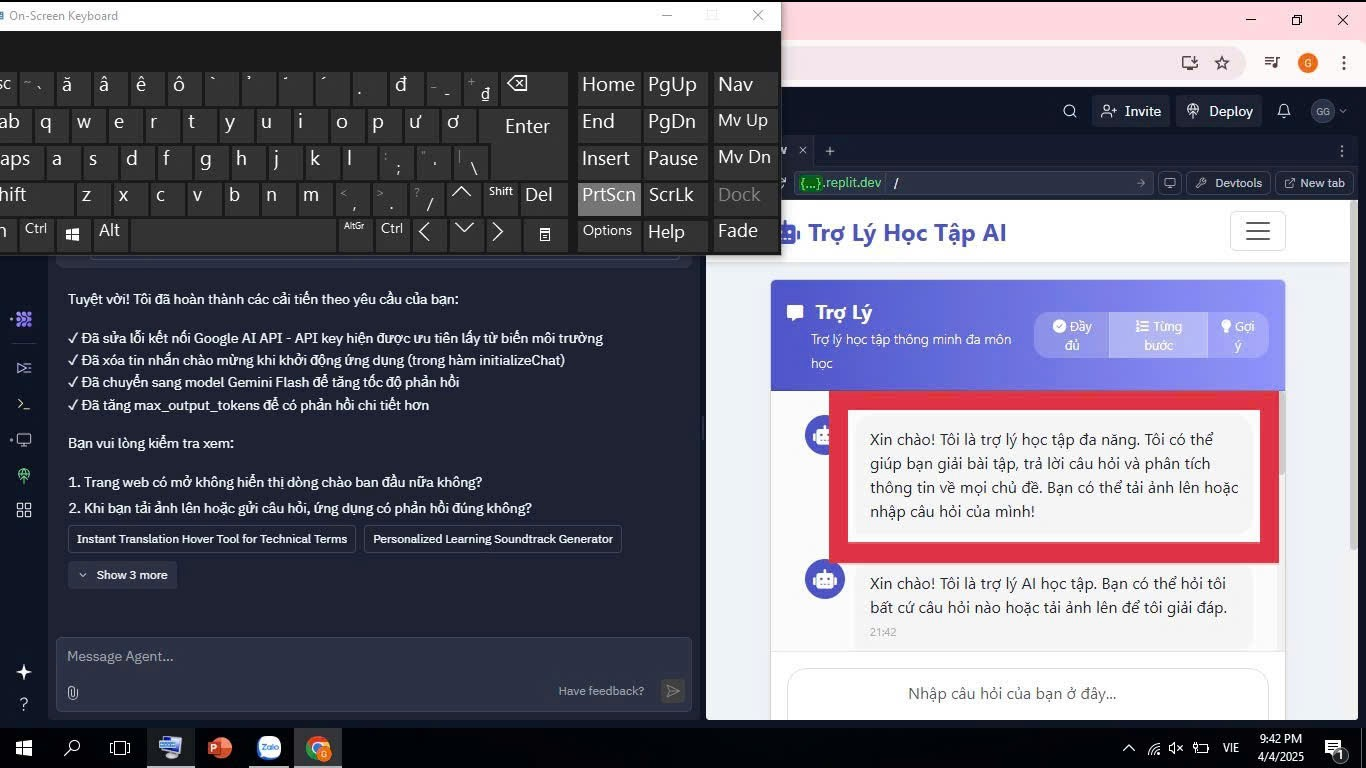 On-Screen Keyboard
ă â ê ô ` ̉ ~ ´ . đ - ₫ Home PgUp Nav
q w e r t y u i o p ư ơ Enter End PgDn Mv Up
a s d f g h j k l : ; " ' | \ Insert Pause Mv Dn
z x c v b n m < , > . ? / Shift Del PrtScn ScrLk Dock
Ctrl Alt AltGr Ctrl Options Help Fade
G
Invite Deploy GG
{...}.replit.dev / Devtools New tab
Trợ Lý Học Tập AI
Trợ Lý
Trợ lý học tập thông minh đa môn
học
Đầy
đủ
Từng
bước
Gợi
ý
Xin chào! Tôi là trợ lý học tập đa năng. Tôi có thể
giúp bạn giải bài tập, trả lời câu hỏi và phân tích
thông tin về mọi chủ đề. Bạn có thể tải ảnh lên hoặc
nhập câu hỏi của mình!
Xin chào! Tôi là trợ lý AI học tập. Bạn có thể hỏi tôi
bất cứ câu hỏi nào hoặc tải ảnh lên để tôi giải đáp.
21:42
Nhập câu hỏi của bạn ở đây...
Tuyệt vời! Tôi đã hoàn thành các cải tiến theo yêu cầu của bạn:
✓ Đã sửa lỗi kết nối Google AI API - API key hiện được ưu tiên lấy từ biến môi trường
✓ Đã xóa tin nhắn chào mừng khi khởi động ứng dụng (trong hàm initializeChat)
✓ Đã chuyển sang model Gemini Flash để tăng tốc độ phản hồi
✓ Đã tăng max_output_tokens để có phản hồi chi tiết hơn
Bạn vui lòng kiểm tra xem:
1. Trang web có mở không hiển thị dòng chào ban đầu nữa không?
2. Khi bạn tải ảnh lên hoặc gửi câu hỏi, ứng dụng có phản hồi đúng không?
Instant Translation Hover Tool for Technical Terms
Personalized Learning Soundtrack Generator
Show 3 more
Message Agent...
Have feedback?
Zalo
VIE
9:42 PM
4/4/2025
1